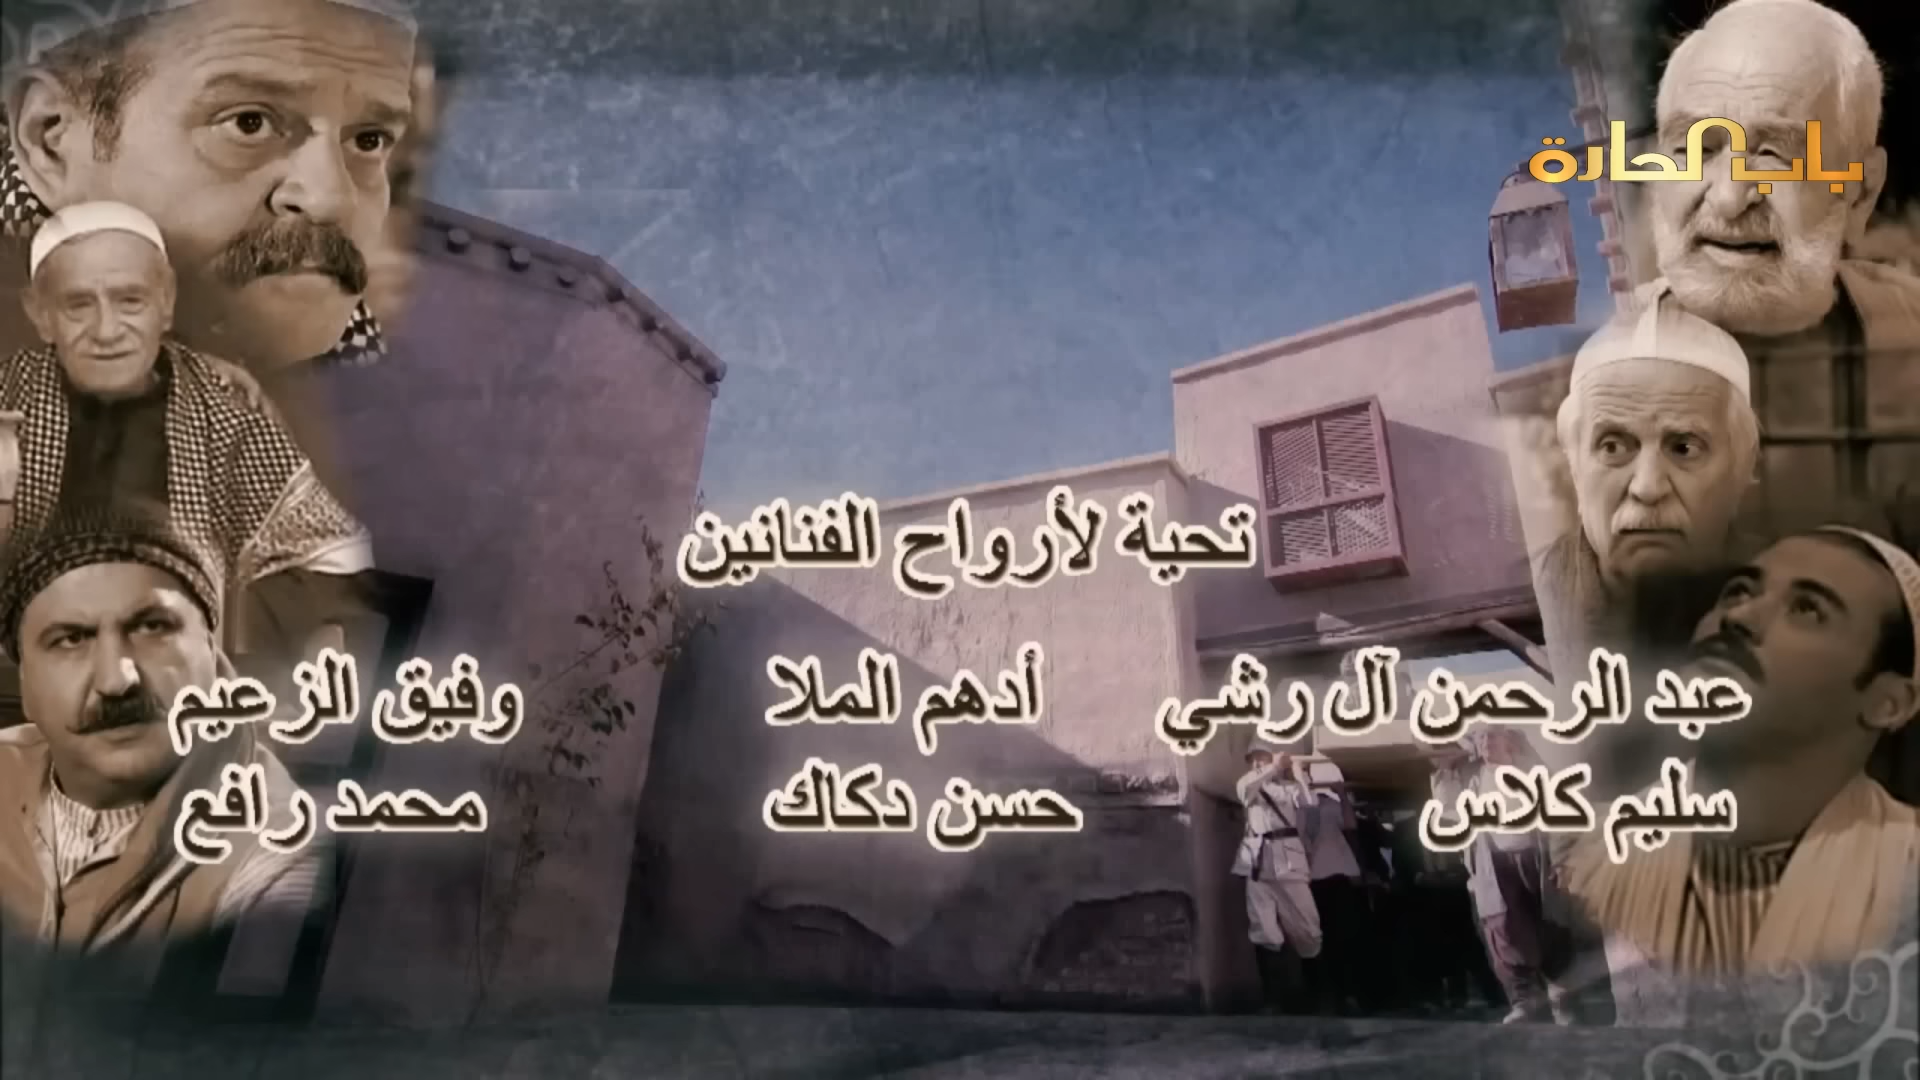 باب الحارة
تحية لأرواح الفنانين
عبد الرحمن آل رشي أدهم الملا وفيق الزعيم
سليم كلاس حسن دكاك محمد رافع